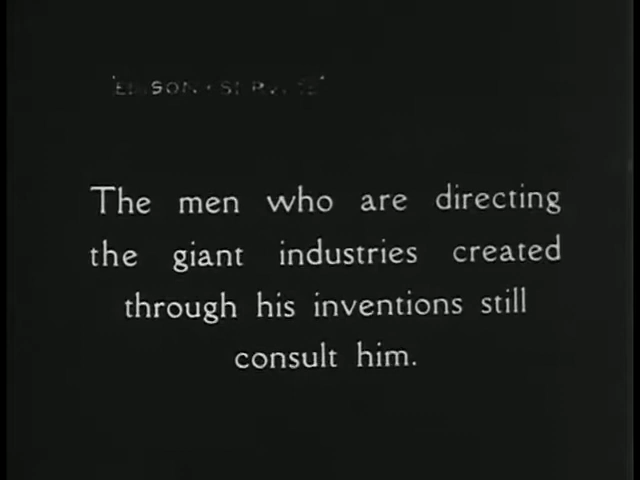 The men who are directing
the giant industries created
through his inventions still
consult him.